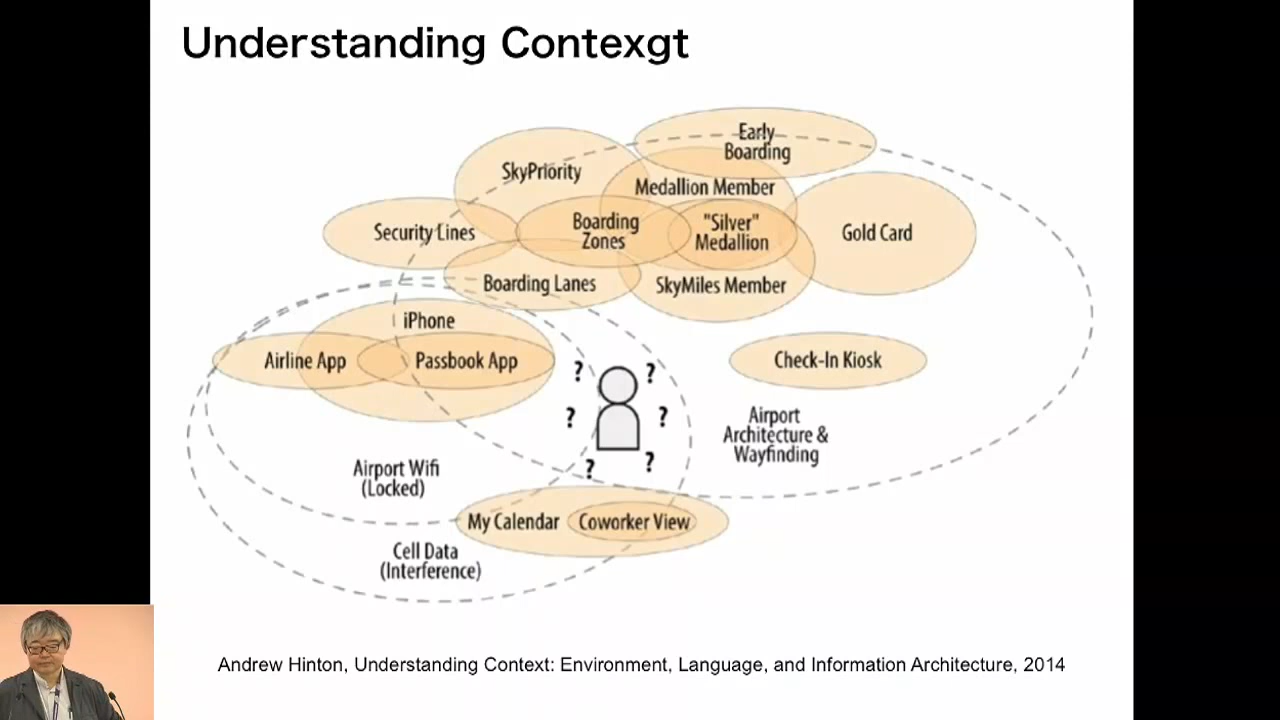 Understanding Contexgt
Early
Boarding
SkyPriority
Medallion Member
Security Lines
Boarding
Zones
"Silver"
Medallion
Gold Card
Boarding Lanes
SkyMiles Member
iPhone
Airline App
Passbook App
Check-In Kiosk
? ?
? ?
? ?
Airport
Architecture &
Wayfinding
Airport Wifi
(Locked)
My Calendar
Coworker View
Cell Data
(Interference)
Andrew Hinton, Understanding Context: Environment, Language, and Information Architecture, 2014